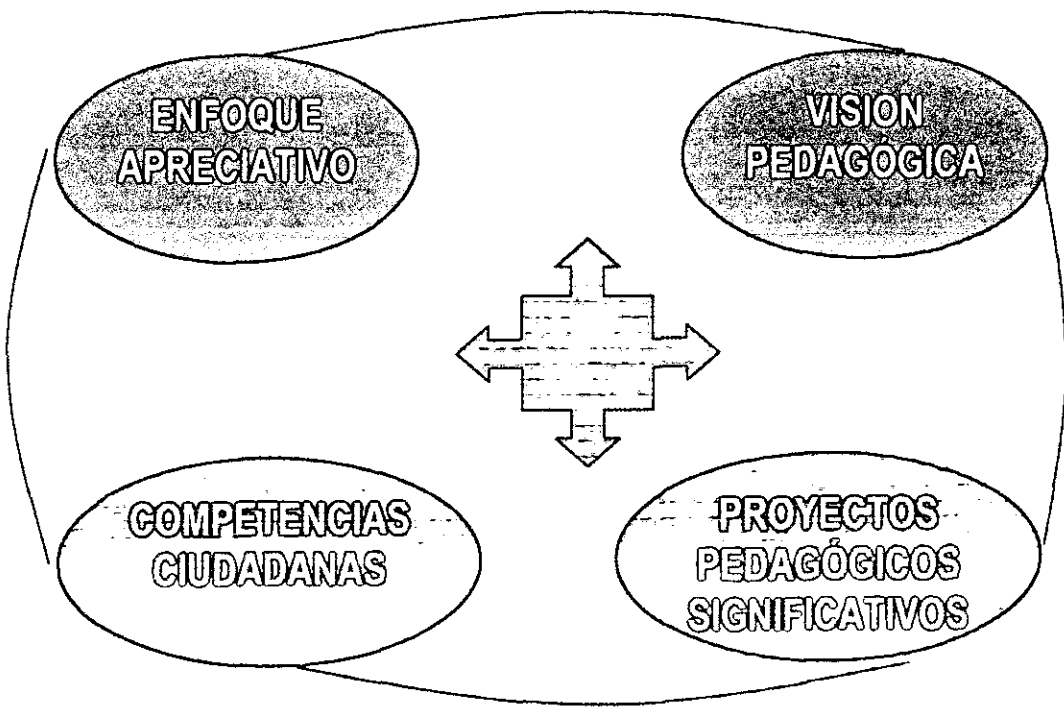 ENFOQUE
APRECIATIVO
VISION
PEDAGÓGICA
COMPETENCIAS
CIUDADANAS
PROYECTOS
PEDAGÓGICOS
SIGNIFICATIVOS